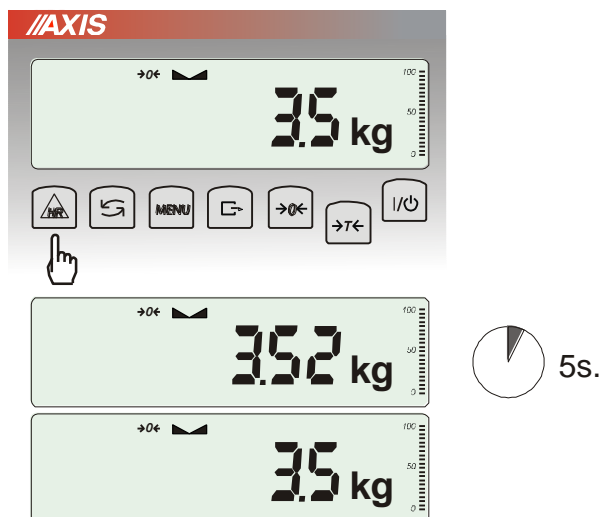 //AXIS
→0← 100
50
3.5 kg
0
HR MENU →0← →T← I/⏻
→0← 100
50
3.52 kg
0
5s.
→0← 100
50
3.5 kg
0